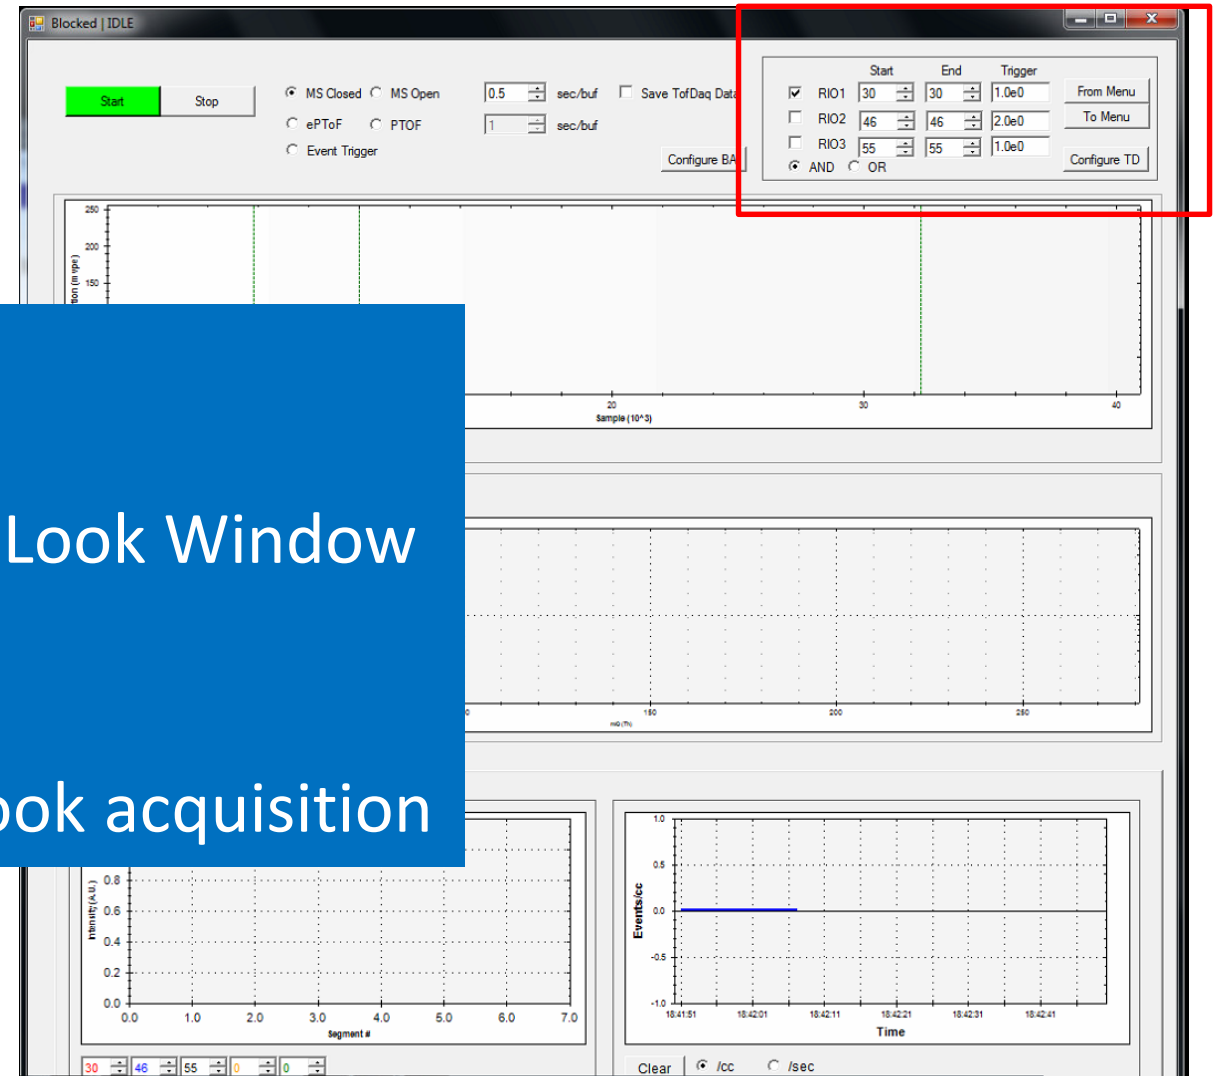 Blocked | IDLE
Start End Trigger
Start Stop MS Closed MS Open 0.5 sec/buf Save TofDaq Data RIO1 30 30 1.0e0 From Menu
ePToF PTOF 1 sec/buf RIO2 46 46 2.0e0 To Menu
Event Trigger Configure BA RIO3 55 55 1.0e0 Configure TD
AND OR
250
200
150
20 30 40
Sample (10^3)
Look Window
150 200 250
m/Q (Th)
ook acquisition
0.8
0.6
0.4
0.2
0.0
Intensity (A.U.)
0.0 1.0 2.0 3.0 4.0 5.0 6.0 7.0
Segment #
1.0
0.5
0.0
-0.5
-1.0
Events/cc
18:41:51 18:42:01 18:42:11 18:42:21 18:42:31 18:42:41
Time
30 46 55 0 0
Clear /cc /sec